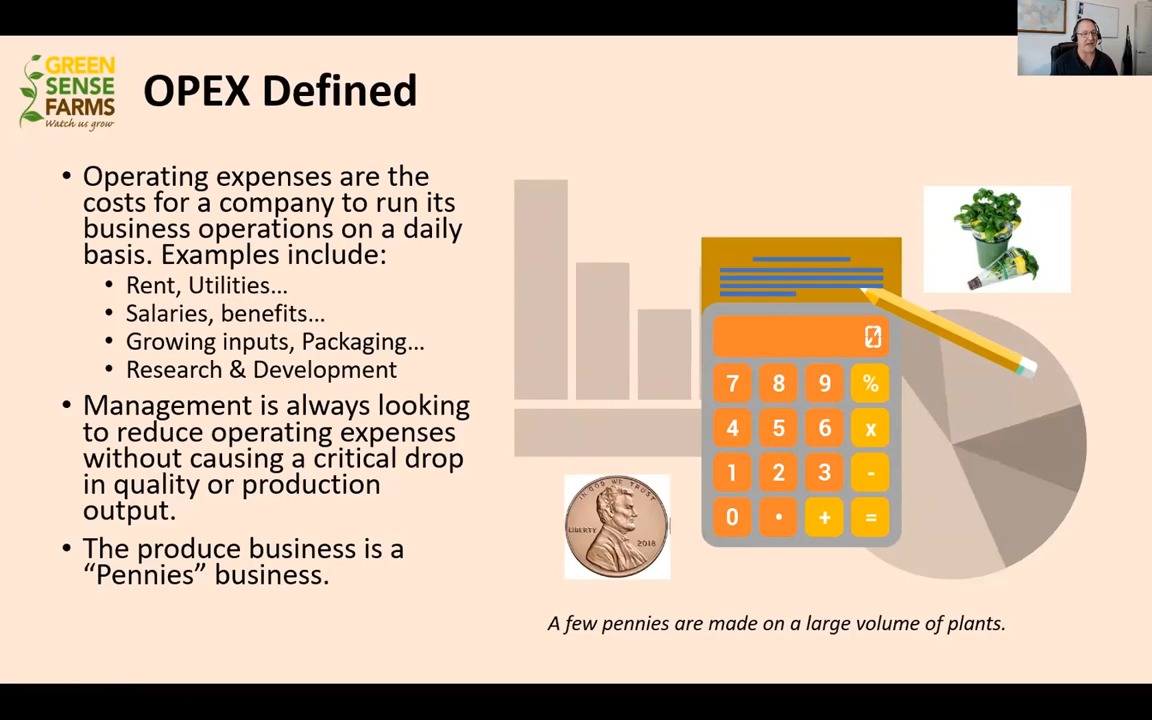 GREEN
SENSE
FARMS
Watch us grow
OPEX Defined
• Operating expenses are the
costs for a company to run its
business operations on a daily
basis. Examples include:
• Rent, Utilities…
• Salaries, benefits…
• Growing inputs, Packaging…
• Research & Development
• Management is always looking
to reduce operating expenses
without causing a critical drop
in quality or production
output.
• The produce business is a
“Pennies” business.
0
7 8 9 %
4 5 6 x
1 2 3 -
0 • + =
IN GOD WE TRUST
LIBERTY
2018
A few pennies are made on a large volume of plants.